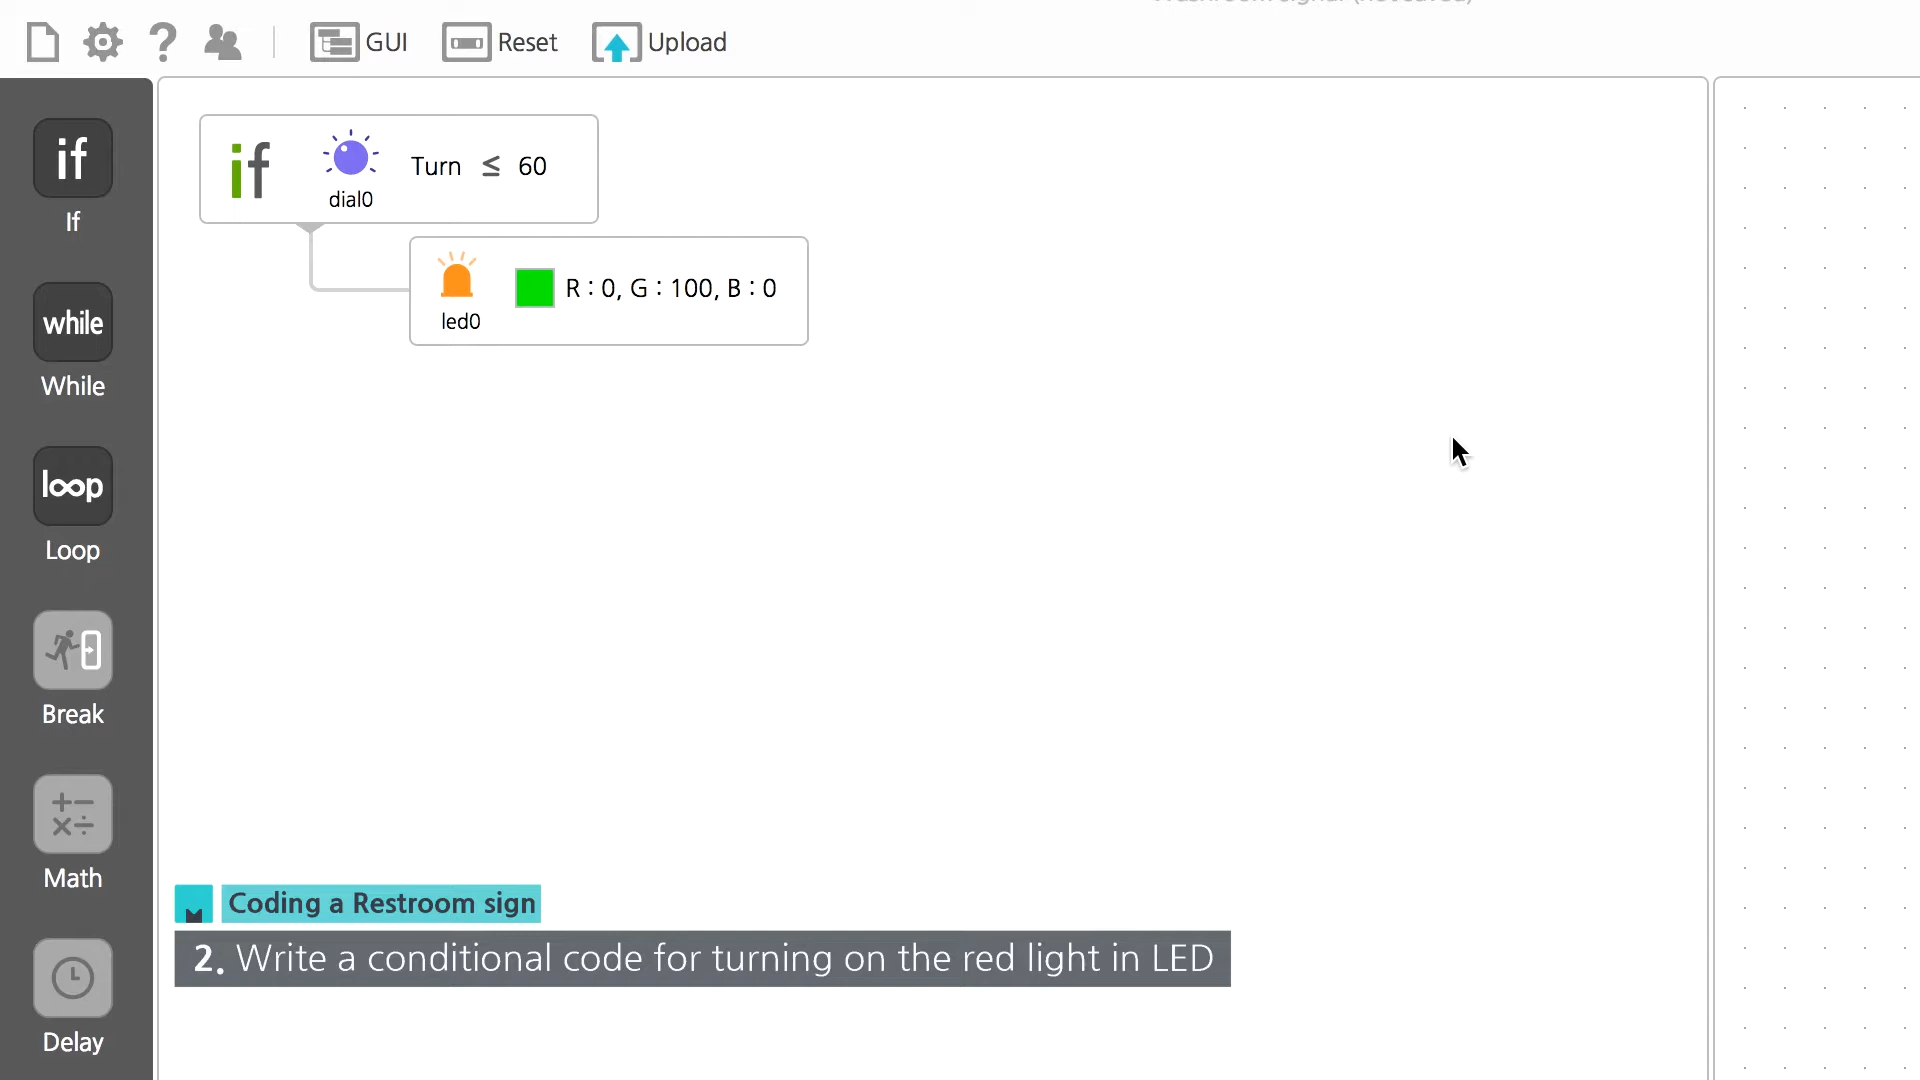 GUI
Reset
Upload
if
If
while
While
loop
Loop
Break
Math
Delay
if
dial0
Turn ≤ 60
led0
R : 0, G : 100, B : 0
Coding a Restroom sign
2. Write a conditional code for turning on the red light in LED